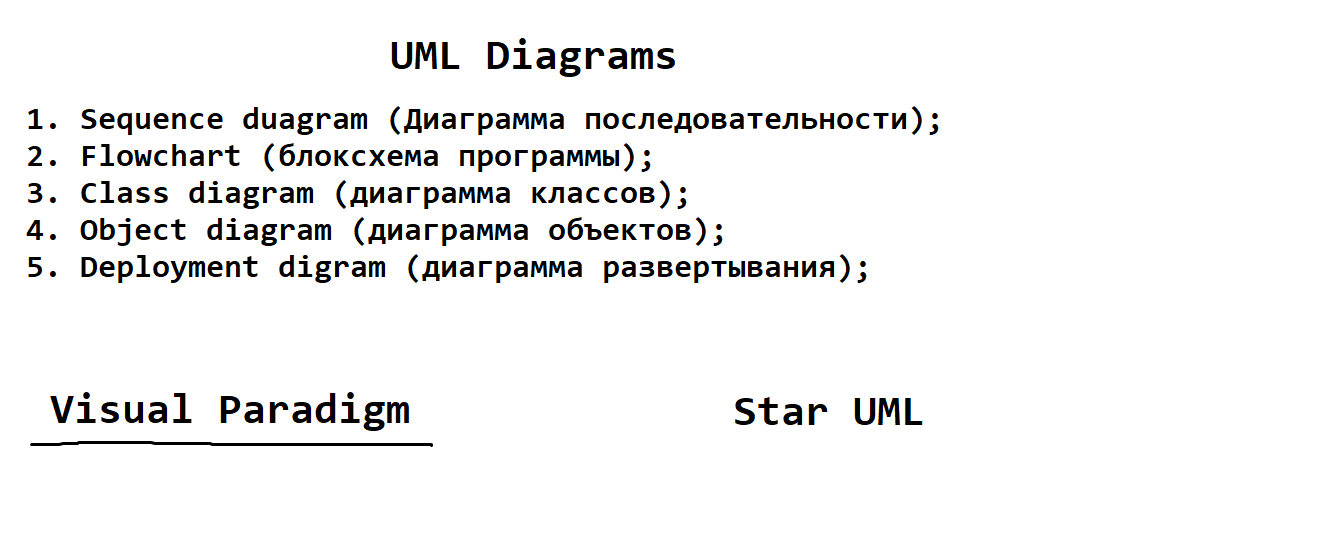 UML Diagrams
1. Sequence duagram (Диаграмма последовательности);
2. Flowchart (блоксхема программы);
3. Class diagram (диаграмма классов);
4. Object diagram (диаграмма объектов);
5. Deployment digram (диаграмма развертывания);
Visual Paradigm
Star UML